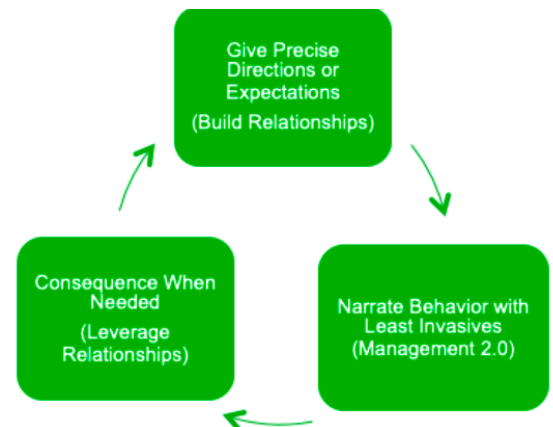 Give Precise
Directions or
Expectations
(Build Relationships)
Narrate Behavior with
Least Invasives
(Management 2.0)
Consequence When
Needed
(Leverage
Relationships)